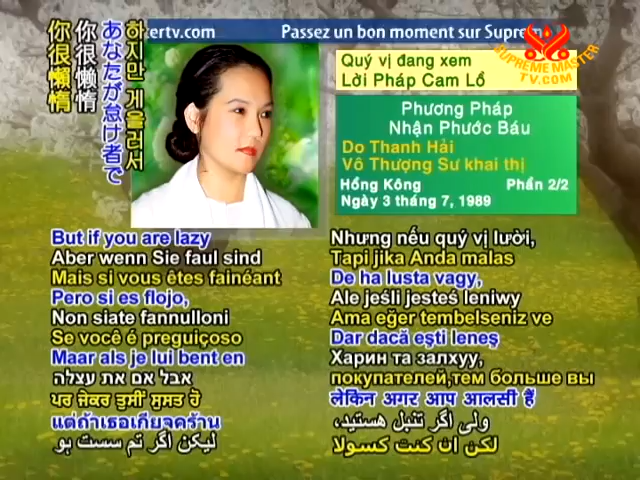 하지만 게을러서
あなたが怠け者で
你很懶惰
你很懒惰
ertv.com
Passez un bon moment sur Suprem
SUPREME MASTER
TV.COM
Quý vị đang xem
Lời Pháp Cam Lồ
Phương Pháp
Nhận Phước Báu
Do Thanh Hải
Vô Thượng Sư khai thị
Hồng Kông Phần 2/2
Ngày 3 tháng 7, 1989
But if you are lazy
Aber wenn Sie faul sind
Mais si vous êtes fainéant
Pero si es flojo,
Non siate fannulloni
Se você é preguiçoso
Maar als je lui bent en
אבל אם את עצלה
ਪਰ ਜੇਕਰ ਤੁਸੀਂ ਸੁਸਤ ਹੋ
แต่ถ้าเธอเกียจคร้าน
لیکن اگر تم سست ہو
Nhưng nếu quý vị lười,
Tapi jika Anda malas
De ha lusta vagy,
Ale jeśli jesteś leniwy
Ama eğer tembelseniz ve
Dar dacă eşti leneş
Харин та залхуу,
покупателей,тем больше вы
लेकिन अगर आप आलसी हैं
ولی اگر تنبل هستید،
لكن ان كنت كسولا